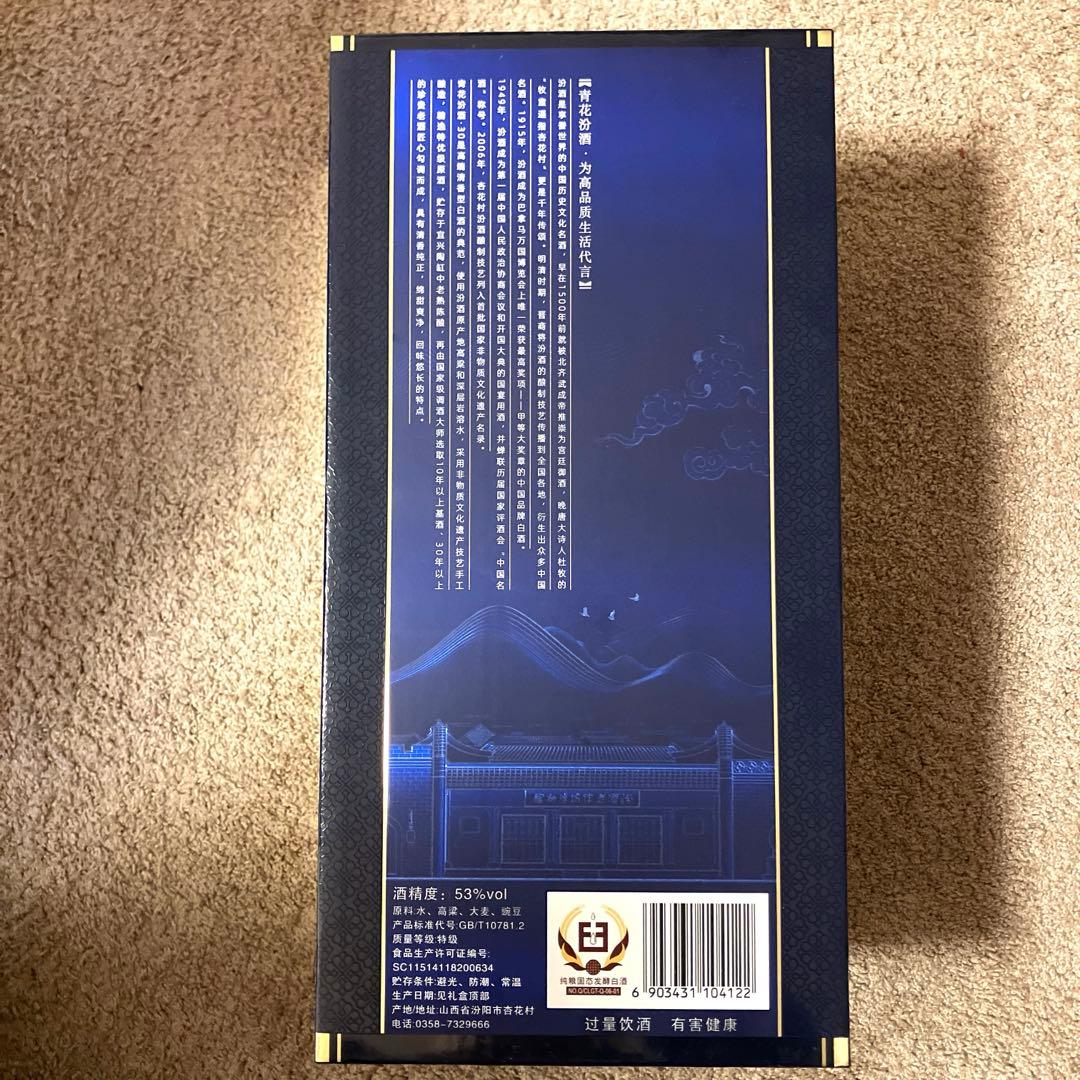 【青花汾酒·为高品质生活代言】
汾酒是享誉世界的中国历史文化名酒，早在1500年前就被北齐武成帝推崇为宫廷御酒，晚唐大诗人杜牧的
“牧童遥指杏花村”更是千年传颂。明清时期，晋商将汾酒的酿制技艺传播到全国各地，衍生出众多中国
名酒。1915年，汾酒成为巴拿马万国博览会上唯一荣获最高奖项——甲等大奖章的中国品牌白酒。
1949年，汾酒成为第一届中国人民政治协商会议和开国大典的国宴用酒，并蝉联历届国家评酒会“中国名
酒”称号。2006年，杏花村汾酒酿制技艺列入首批国家非物质文化遗产名录。
青花汾酒·30是高端清香型白酒的典范，使用汾酒原产地高粱和深层岩溶水，采用非物质文化遗产技艺手工
酿造，精选特优级原酒，贮存于宜兴陶缸中老熟陈酿，再由国家级调酒大师选取10年以上基酒、30年以上
的珍贵老酒匠心勾调而成，具有清香纯正，绵甜爽净，回味悠长的特点。
酒精度：53%vol
原料:水、高粱、大麦、豌豆
产品标准代号:GB/T10781.2
质量等级:特级
食品生产许可证编号:
SC11514118200634
贮存条件:避光、防潮、常温
生产日期:见礼盒顶部
产地/地址:山西省汾阳市杏花村
电话:0358-7329666
纯粮固态发酵白酒
NO.Q/CLGT-Q-06-01
6 903431 104122
过量饮酒 有害健康